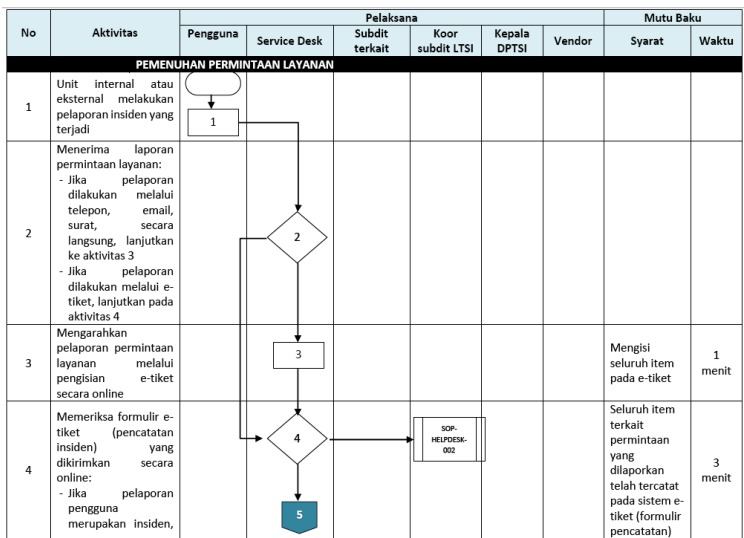 No
Aktivitas
Pelaksana
Mutu Baku
Pengguna
Service Desk
Subdit
terkait
Koor
subdit LTSI
Kepala
DPTSI
Vendor
Syarat
Waktu
PEMENUHAN PERMINTAAN LAYANAN
1
Unit internal atau
eksternal melakukan
pelaporan insiden yang
terjadi
1
2
Menerima laporan
permintaan layanan:
- Jika pelaporan
dilakukan melalui
telepon, email,
surat, secara
langsung, lanjutkan
ke aktivitas 3
- Jika pelaporan
dilakukan melalui e-
tiket, lanjutkan pada
aktivitas 4
2
3
Mengarahkan
pelaporan permintaan
layanan melalui
pengisian e-tiket
secara online
3
Mengisi
seluruh item
pada e-tiket
1
menit
4
Memeriksa formulir e-
tiket (pencatatan
insiden) yang
dikirimkan secara
online:
- Jika pelaporan
pengguna
merupakan insiden,
4
SOP-
HELPDESK-
002
5
Seluruh item
terkait
permintaan
yang
dilaporkan
telah tercatat
pada sistem e-
tiket (formulir
pencatatan)
3
menit